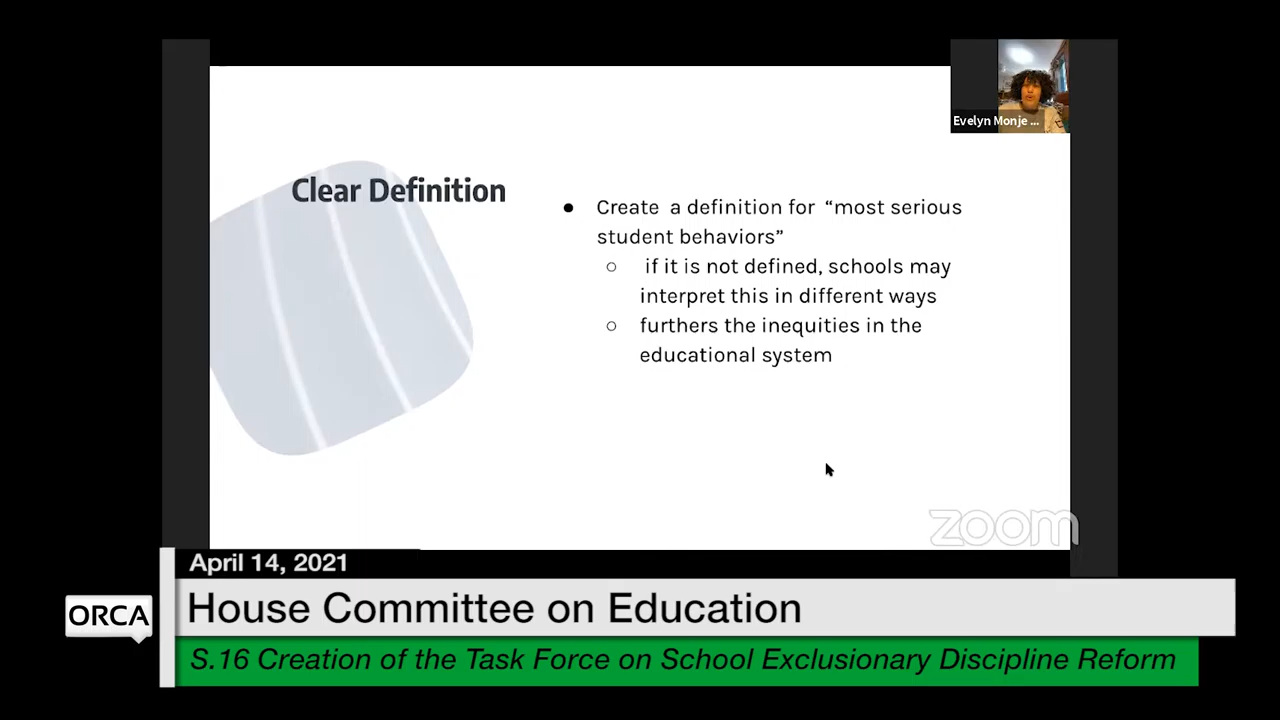 Evelyn Monje ...
Clear Definition
● Create a definition for “most serious
student behaviors”
○ if it is not defined, schools may
interpret this in different ways
○ furthers the inequities in the
educational system
zoom
April 14, 2021
ORCA
House Committee on Education
S.16 Creation of the Task Force on School Exclusionary Discipline Reform